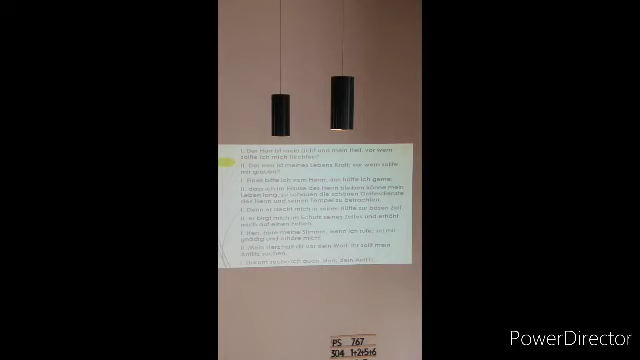 I. Der Herr ist mein Licht und mein Heil, vor wem
sollte ich mich fürchten?
II. Der Herr ist meines Lebens Kraft; vor wem sollte
mir grauen?
I. Eines bitte ich vom Herrn, das hätte ich gerne:
II. dass ich im Hause des Herrn bleiben könne mein
Leben lang, zu schauen die schönen Gottesdienste
des Herrn und seinen Tempel zu betrachten.
I. Denn er deckt mich in seiner Hütte zur bösen Zeit,
II. er birgt mich im Schutz seines Zeltes und erhöht
mich auf einen Felsen.
I. Herr, höre meine Stimme, wenn ich rufe; sei mir
gnädig und erhöre mich!
II. Mein Herz hält dir vor dein Wort: Ihr sollt mein
Antlitz suchen.
I. Darum suche ich auch, Herr, dein Antlitz.
PS 767
304 1+2+5+6
PowerDirector